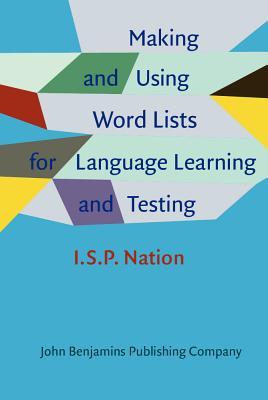 Making
and Using
Word Lists
for Language Learning
and Testing
I.S.P. Nation
John Benjamins Publishing Company